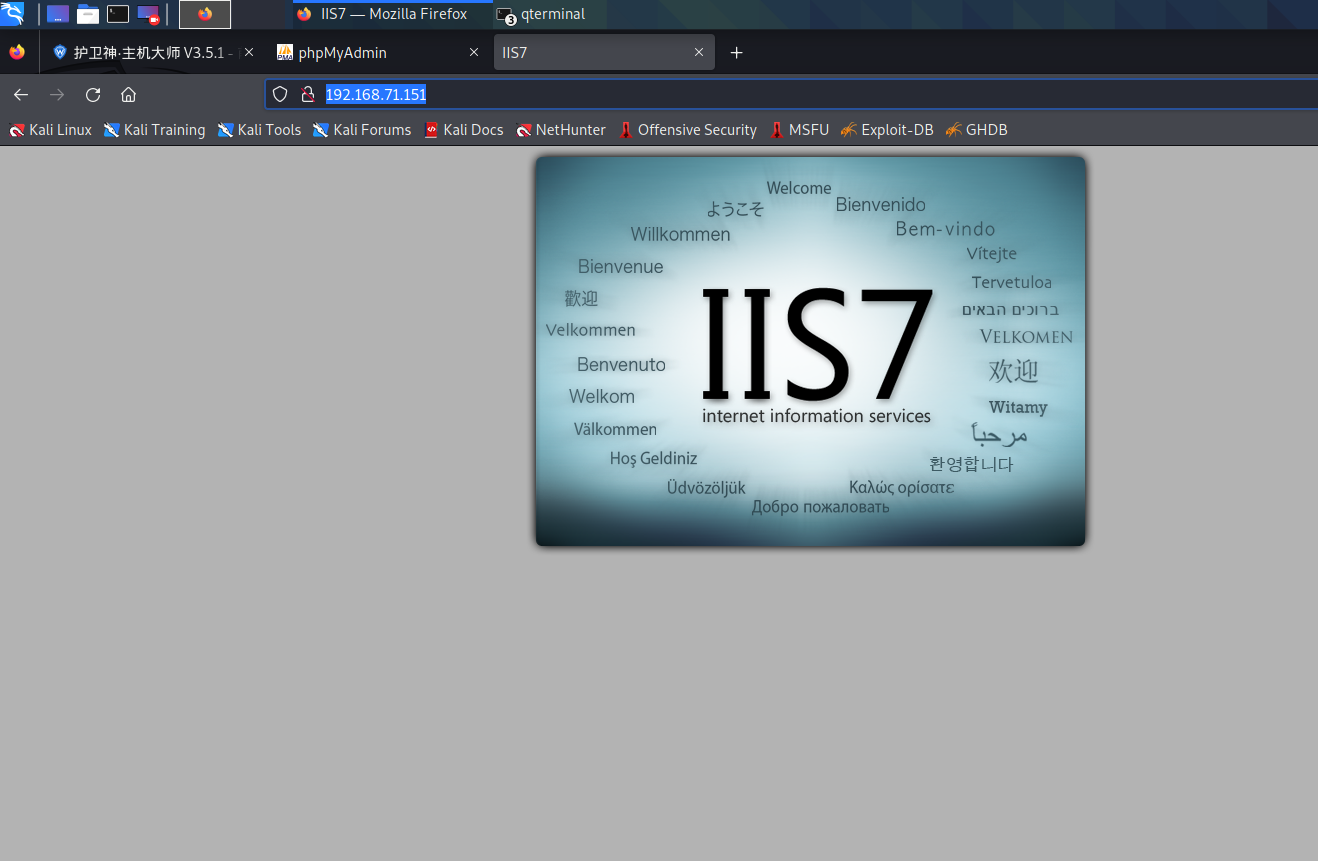 IIS7 — Mozilla Firefox
3
qterminal
护卫神·主机大师 V3.5.1 -
phpMyAdmin
IIS7
192.168.71.151
Kali Linux
Kali Training
Kali Tools
Kali Forums
Kali Docs
NetHunter
Offensive Security
MSFU
Exploit-DB
GHDB
Welcome
ようこそ
Bienvenido
Willkommen
Bem-vindo
Vítejte
Bienvenue
Tervetuloa
歡迎
ברוכים הבאים
Velkommen
VELKOMEN
Benvenuto
欢迎
Welkom
Witamy
Välkommen
مرحباً
Hoş Geldiniz
환영합니다
Üdvözöljük
Καλώς ορίσατε
Добро пожаловать
IIS7
internet information services